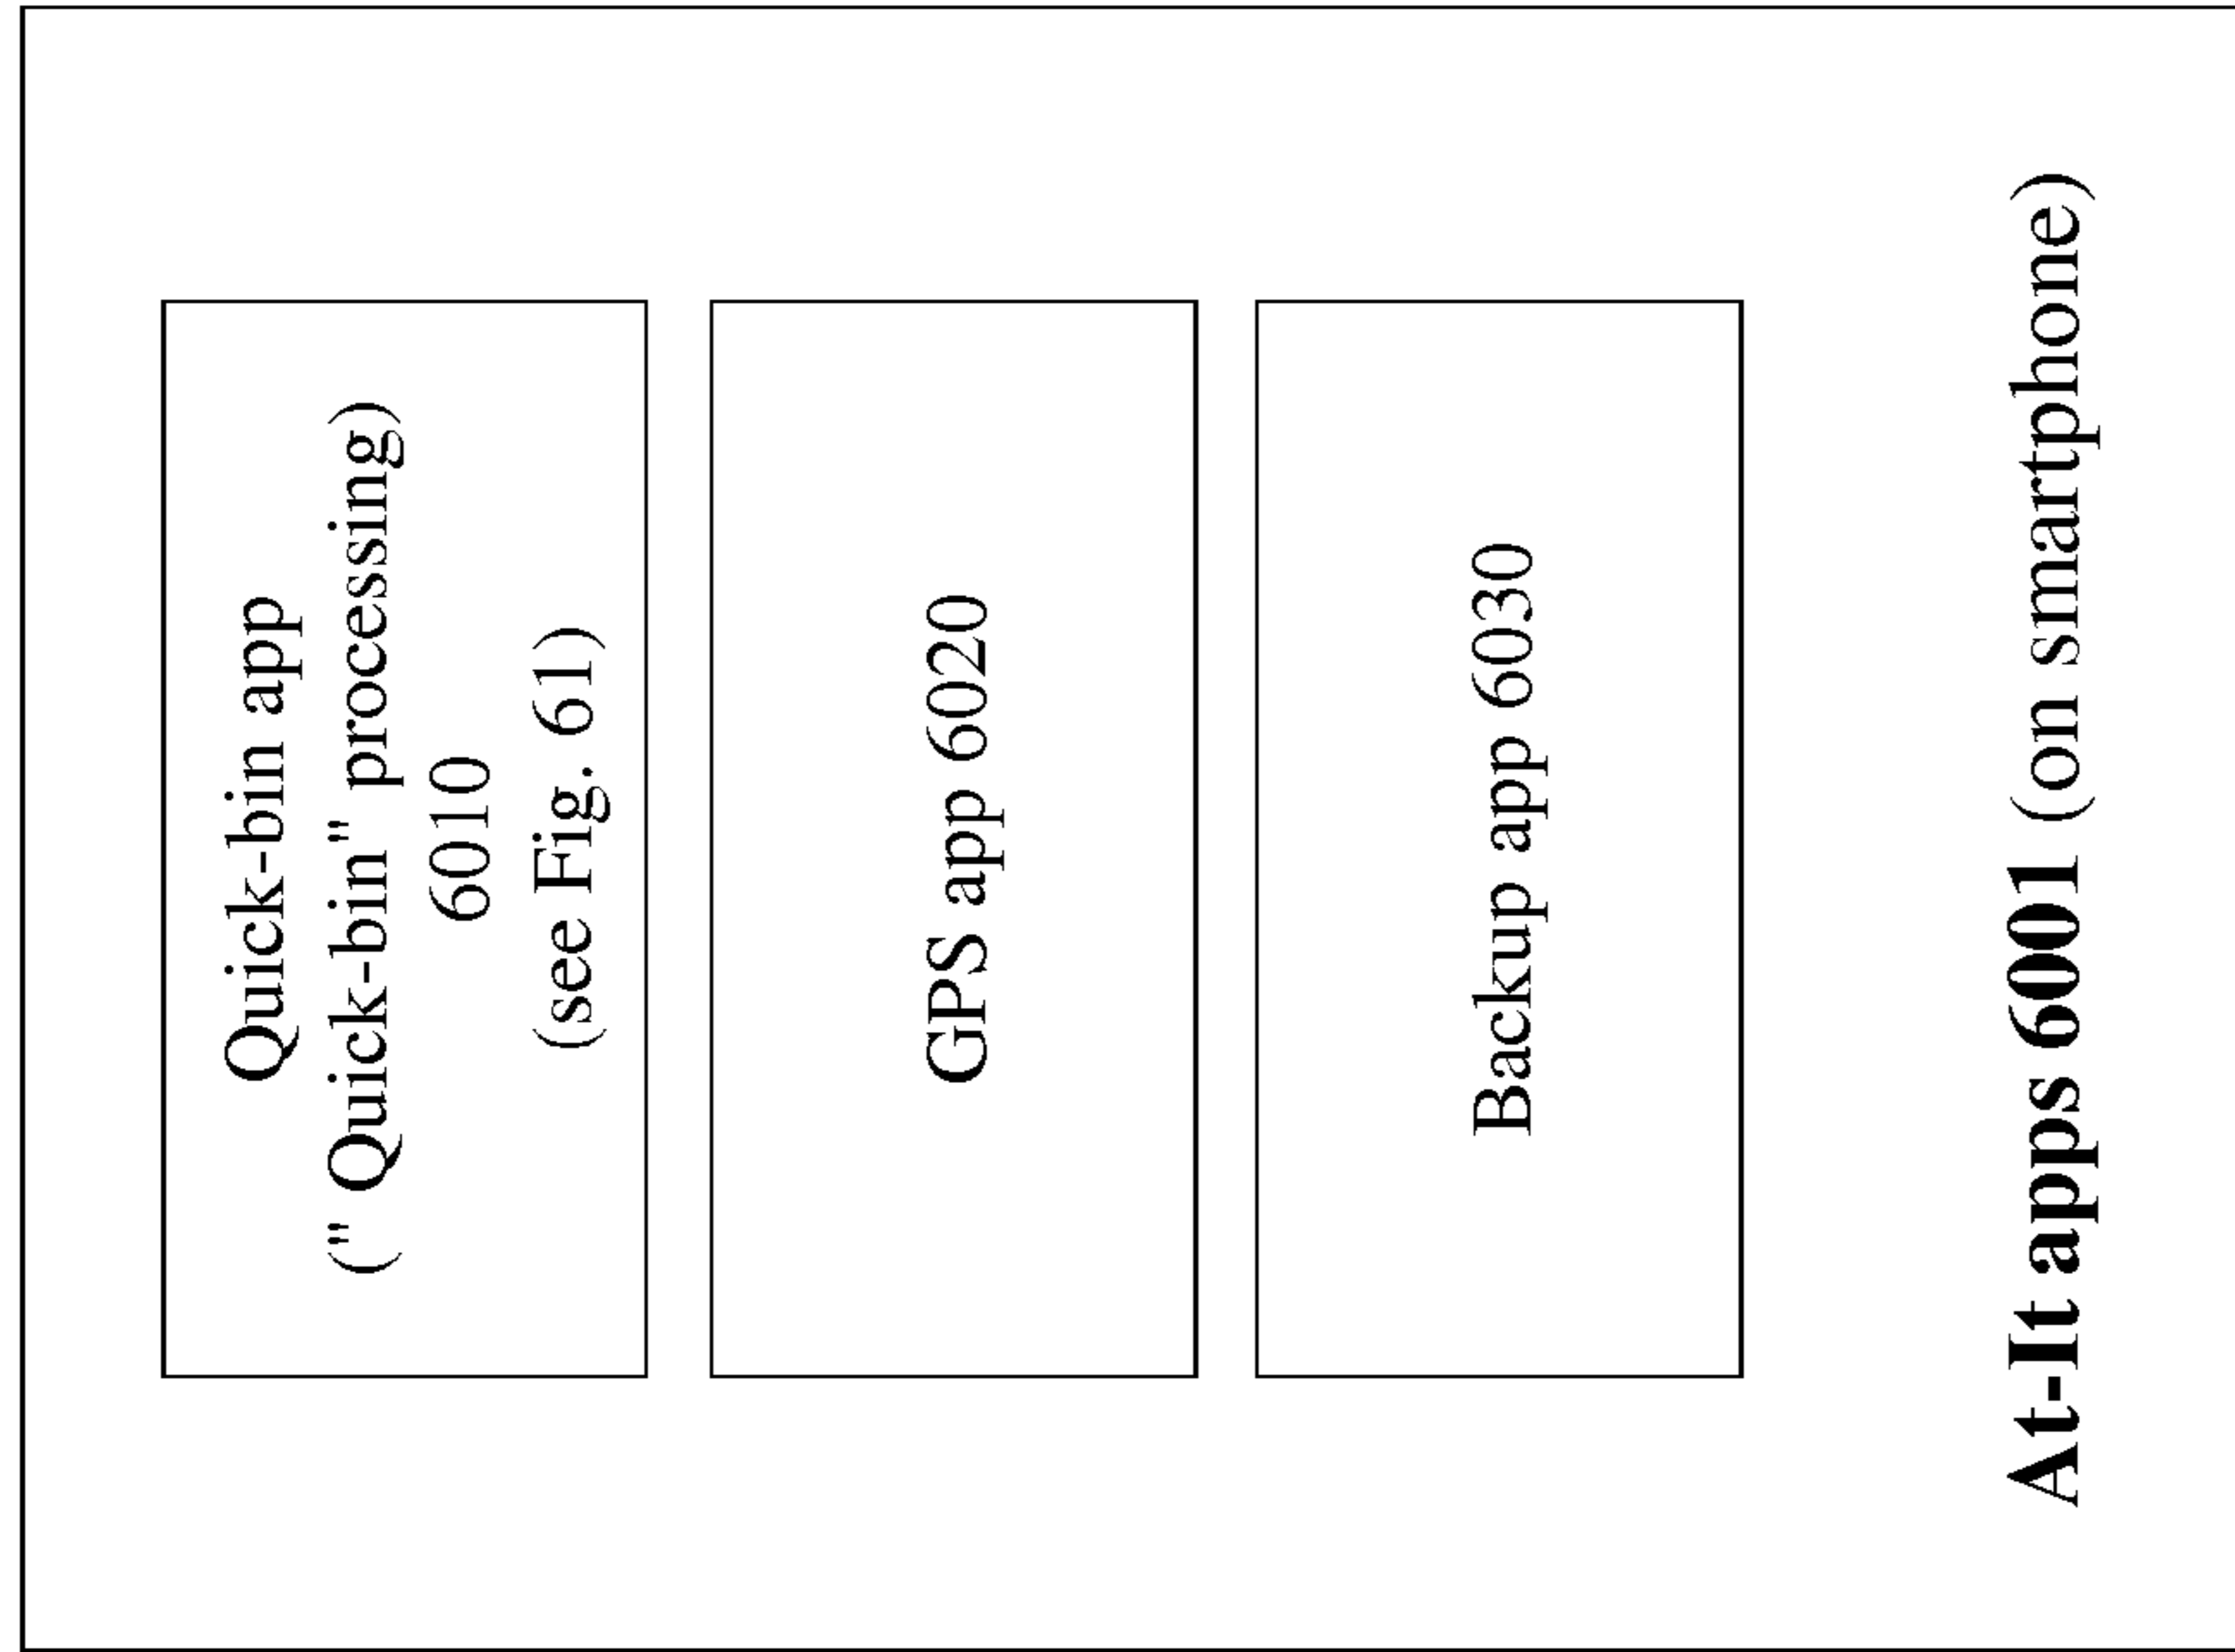 Quick-bin app
(" Quick-bin" processing)
6010
(see Fig. 61)
GPS app 6020
Backup app 6030
At-It apps 6001 (on smartphone)